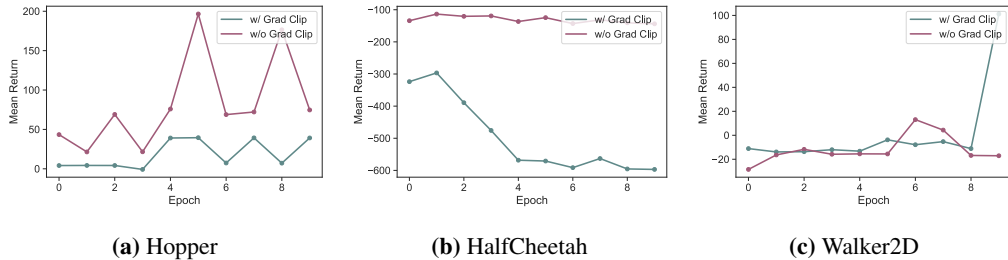 200
150
100
50
0
Mean Return
w/ Grad Clip
w/o Grad Clip
0 2 4 6 8
Epoch
(a) Hopper
−100
−200
−300
−400
−500
−600
Mean Return
w/ Grad Clip
w/o Grad Clip
0 2 4 6 8
Epoch
(b) HalfCheetah
100
80
60
40
20
0
−20
Mean Return
w/ Grad Clip
w/o Grad Clip
0 2 4 6 8
Epoch
(c) Walker2D